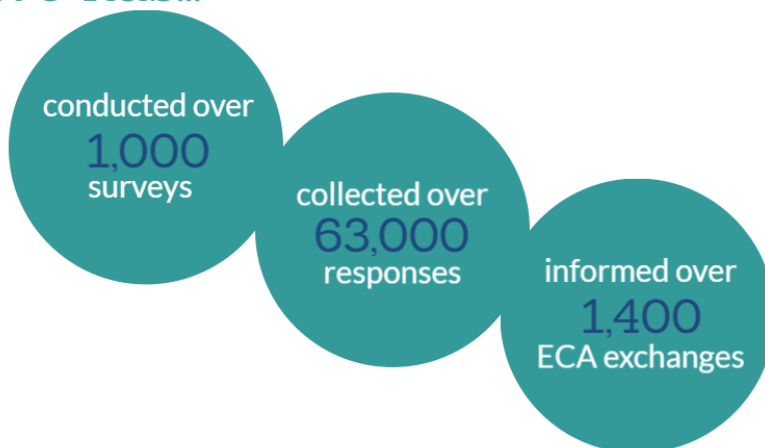 conducted over
1,000
surveys
collected over
63,000
responses
informed over
1,400
ECA exchanges